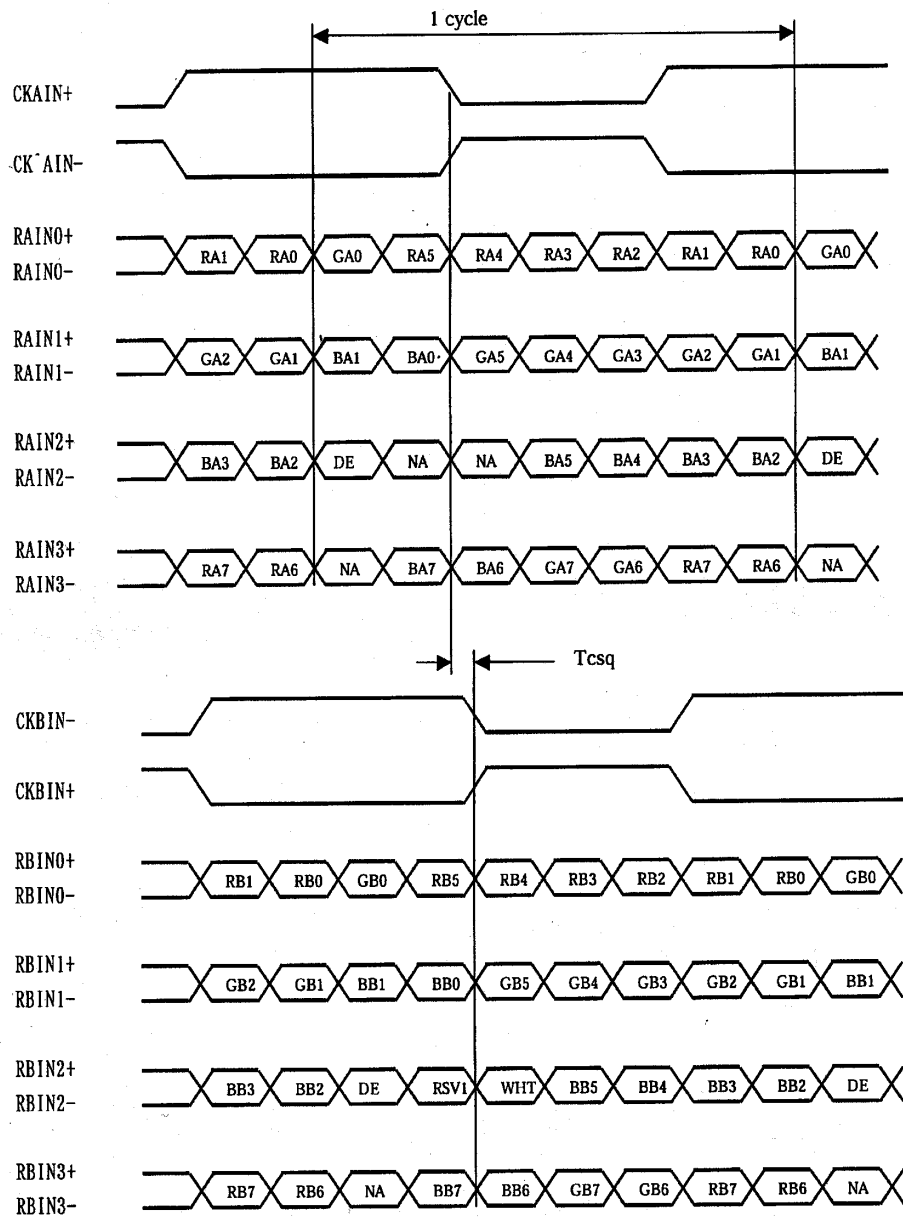 1 cycle
CKAIN+
CK AIN-
RAIN0+
RAIN0-
RA1 RA0 GA0 RA5 RA4 RA3 RA2 RA1 RA0 GA0
RAIN1+
RAIN1-
GA2 GA1 BA1 BA0 GA5 GA4 GA3 GA2 GA1 BA1
RAIN2+
RAIN2-
BA3 BA2 DE NA NA BA5 BA4 BA3 BA2 DE
RAIN3+
RAIN3-
RA7 RA6 NA BA7 BA6 GA7 GA6 RA7 RA6 NA
Tcsq
CKBIN-
CKBIN+
RBIN0+
RBIN0-
RB1 RB0 GB0 RB5 RB4 RB3 RB2 RB1 RB0 GB0
RBIN1+
RBIN1-
GB2 GB1 BB1 BB0 GB5 GB4 GB3 GB2 GB1 BB1
RBIN2+
RBIN2-
BB3 BB2 DE RSV1 WHT BB5 BB4 BB3 BB2 DE
RBIN3+
RBIN3-
RB7 RB6 NA BB7 BB6 GB7 GB6 RB7 RB6 NA